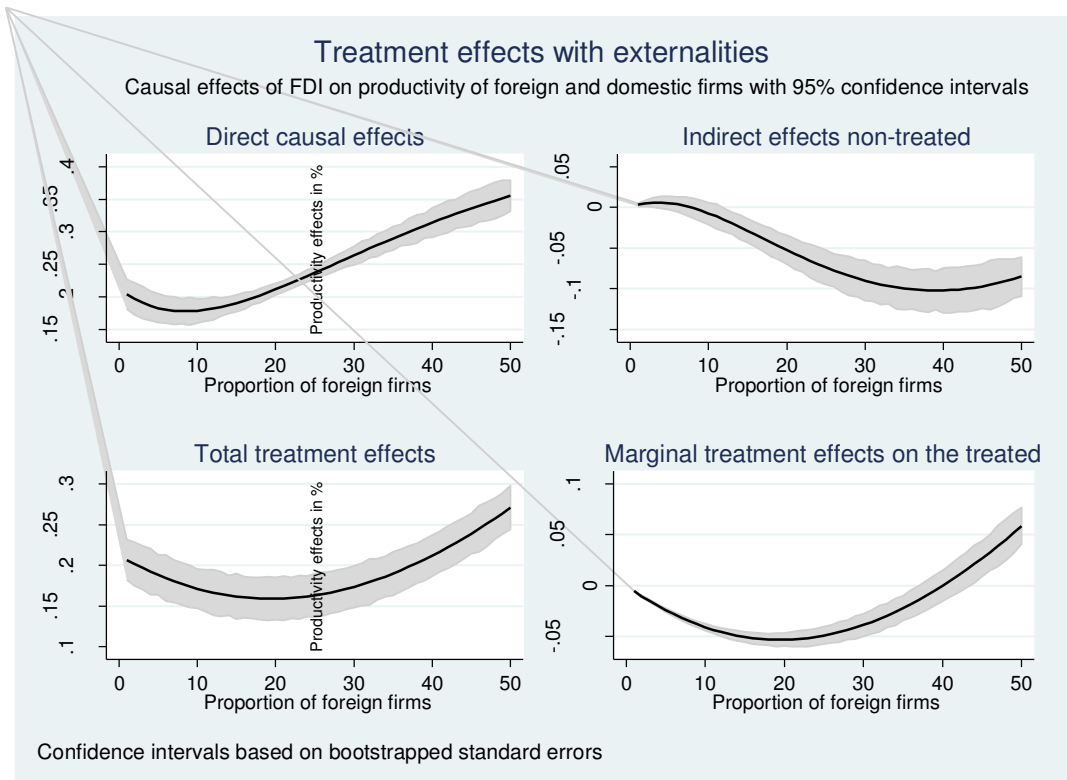 Treatment effects with externalities
Causal effects of FDI on productivity of foreign and domestic firms with 95% confidence intervals
Direct causal effects
.4
.35
.3
.25
.2
.15
Productivity effects in %
0 10 20 30 40 50
Proportion of foreign firms
Indirect effects non-treated
.05
0
-.05
-.1
-.15
0 10 20 30 40 50
Proportion of foreign firms
Total treatment effects
.3
.25
.2
.15
.1
Productivity effects in %
0 10 20 30 40 50
Proportion of foreign firms
Marginal treatment effects on the treated
.1
.05
0
-.05
0 10 20 30 40 50
Proportion of foreign firms
Confidence intervals based on bootstrapped standard errors